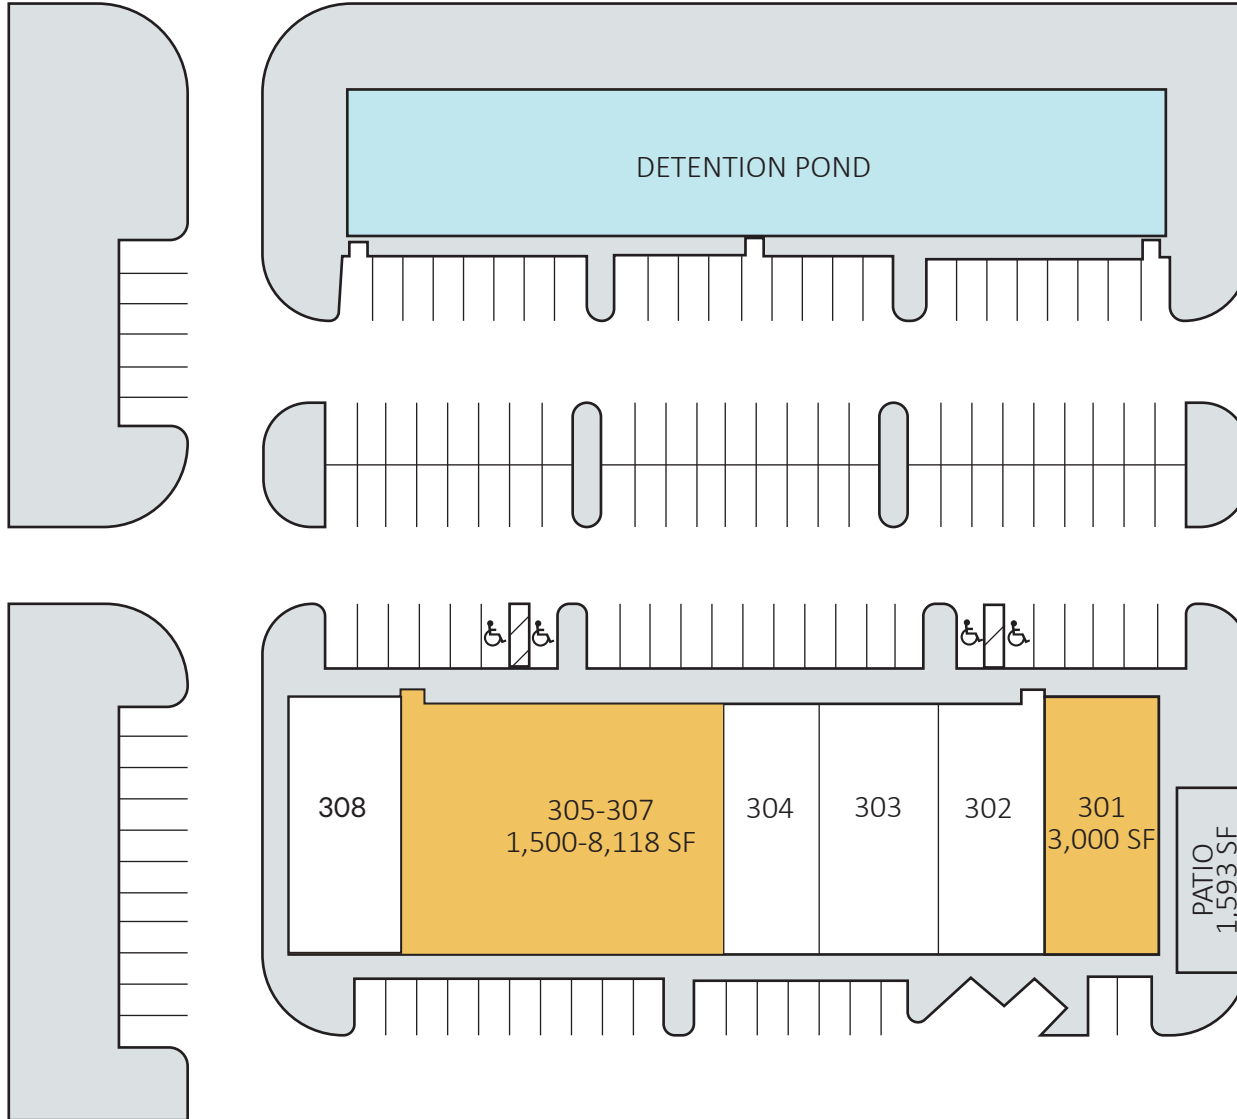 DETENTION POND
308
305-307
1,500-8,118 SF
304
303
302
301
3,000 SF
PATIO
1,593 SF